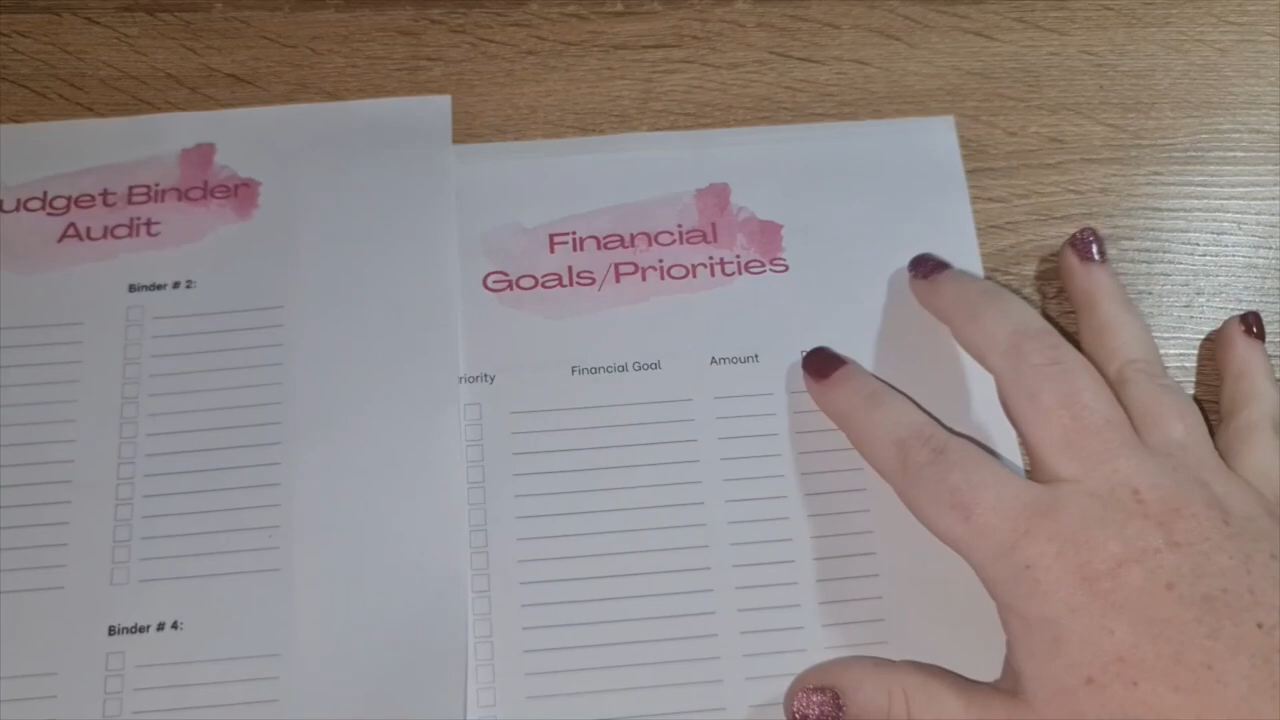 udget Binder
Audit
Binder # 2:
Binder # 4:
Financial
Goals/Priorities
riority Financial Goal Amount